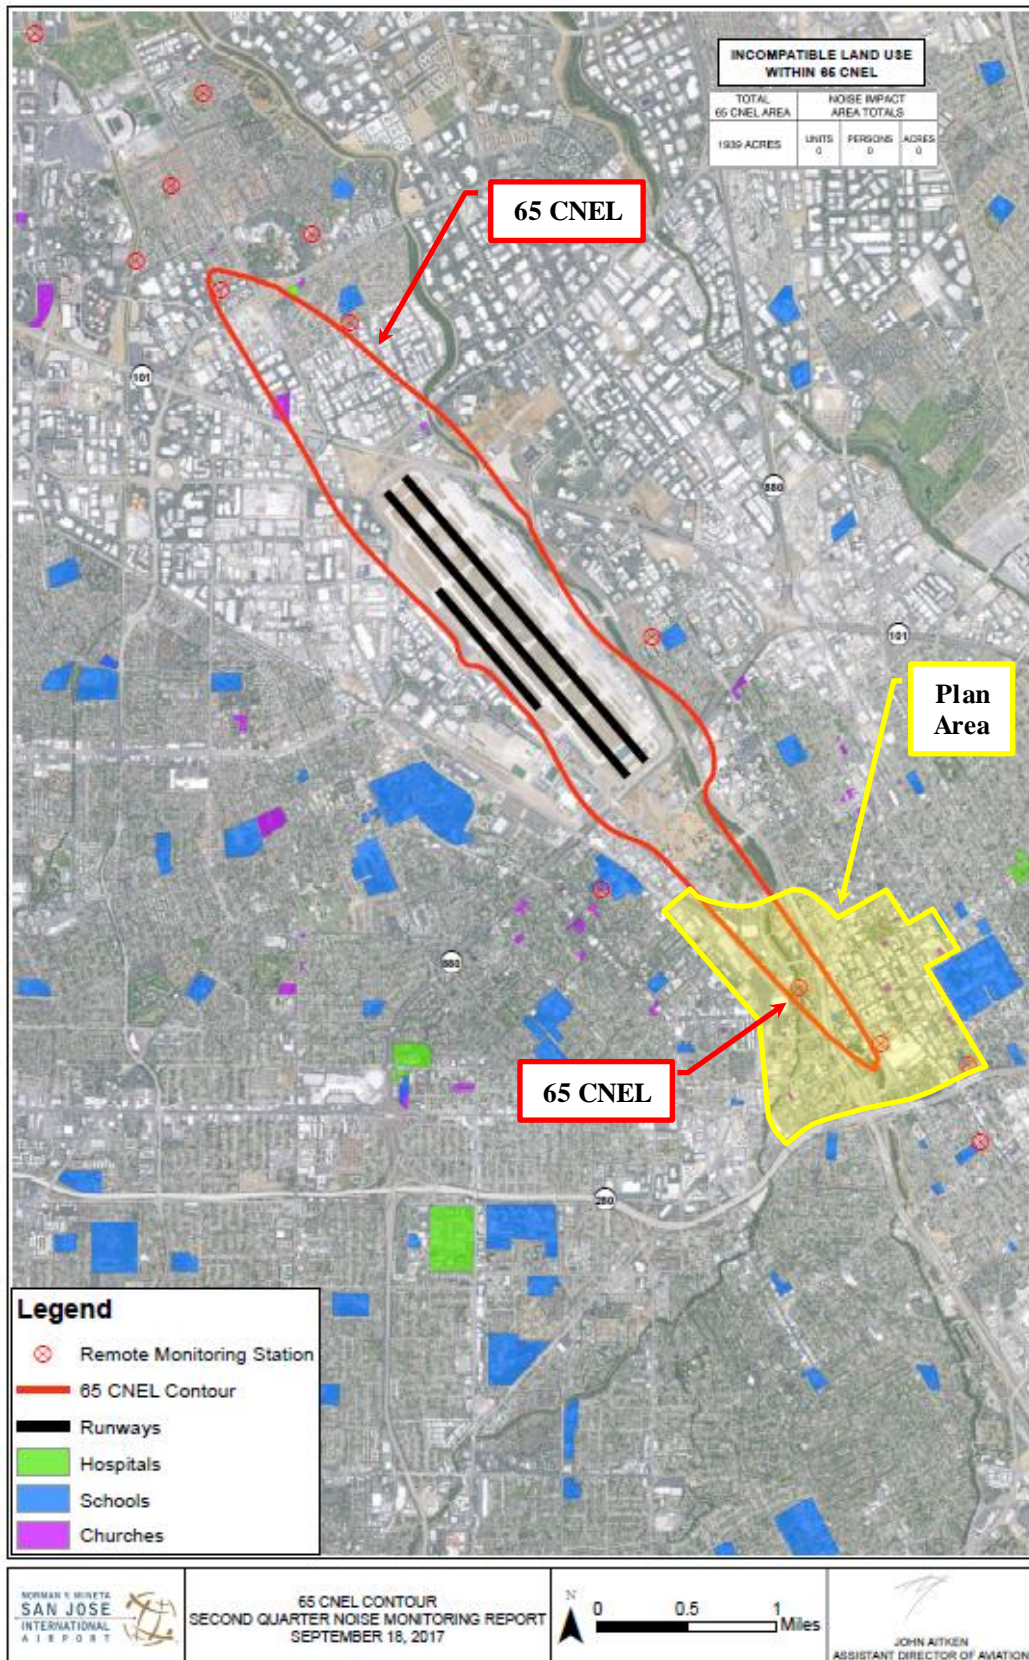 INCOMPATIBLE LAND USE
WITHIN 65 CNEL
TOTAL
65 CNEL AREA
NOISE IMPACT
AREA TOTALS
1939 ACRES
UNITS
0
PERSONS
0
ACRES
0
65 CNEL
101
880
101
Plan
Area
880
65 CNEL
280
Legend
Remote Monitoring Station
65 CNEL Contour
Runways
Hospitals
Schools
Churches
NORMAN Y. MINETA
SAN JOSE
INTERNATIONAL
AIRPORT
65 CNEL CONTOUR
SECOND QUARTER NOISE MONITORING REPORT
SEPTEMBER 18, 2017
N
0 0.5 1
Miles
JOHN AITKEN
ASSISTANT DIRECTOR OF AVIATION